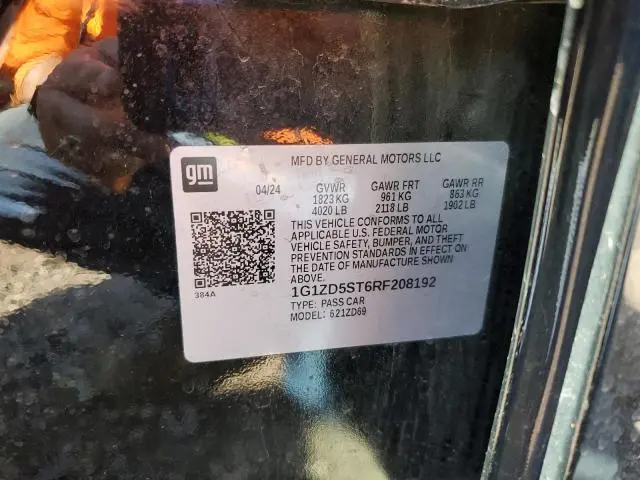 gm
MFD BY GENERAL MOTORS LLC
04/24 GVWR GAWR FRT GAWR RR
1823 KG 961 KG 863 KG
4020 LB 2118 LB 1902 LB
THIS VEHICLE CONFORMS TO ALL
APPLICABLE U.S. FEDERAL MOTOR
VEHICLE SAFETY, BUMPER, AND THEFT
PREVENTION STANDARDS IN EFFECT ON
THE DATE OF MANUFACTURE SHOWN
ABOVE.
384A
1G1ZD5ST6RF208192
TYPE: PASS CAR
MODEL: 621ZD69